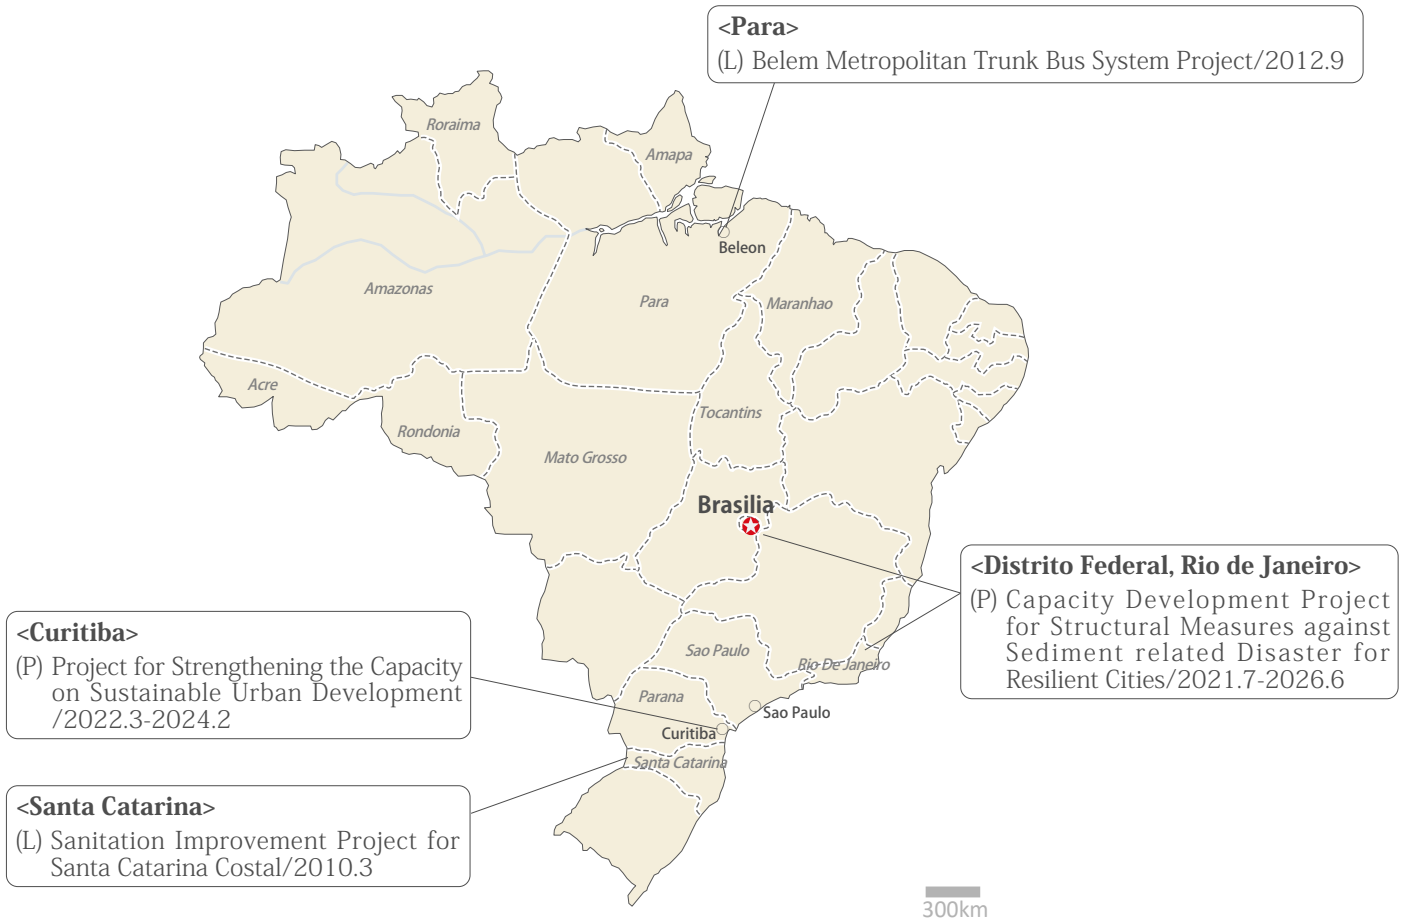 <Para>
(L) Belem Metropolitan Trunk Bus System Project/2012.9
Roraima
Amapa
Beleon
Amazonas
Para
Maranhao
Acre
Tocantins
Rondonia
Mato Grosso
Brasilia
<Distrito Federal, Rio de Janeiro>
(P) Capacity Development Project
for Structural Measures against
Sediment related Disaster for
Resilient Cities/2021.7-2026.6
<Curitiba>
(P) Project for Strengthening the Capacity
on Sustainable Urban Development
/2022.3-2024.2
Sao Paulo
Rio De Janeiro
Parana
Sao Paulo
Curitiba
Santa Catarina
<Santa Catarina>
(L) Sanitation Improvement Project for
Santa Catarina Costal/2010.3
300km